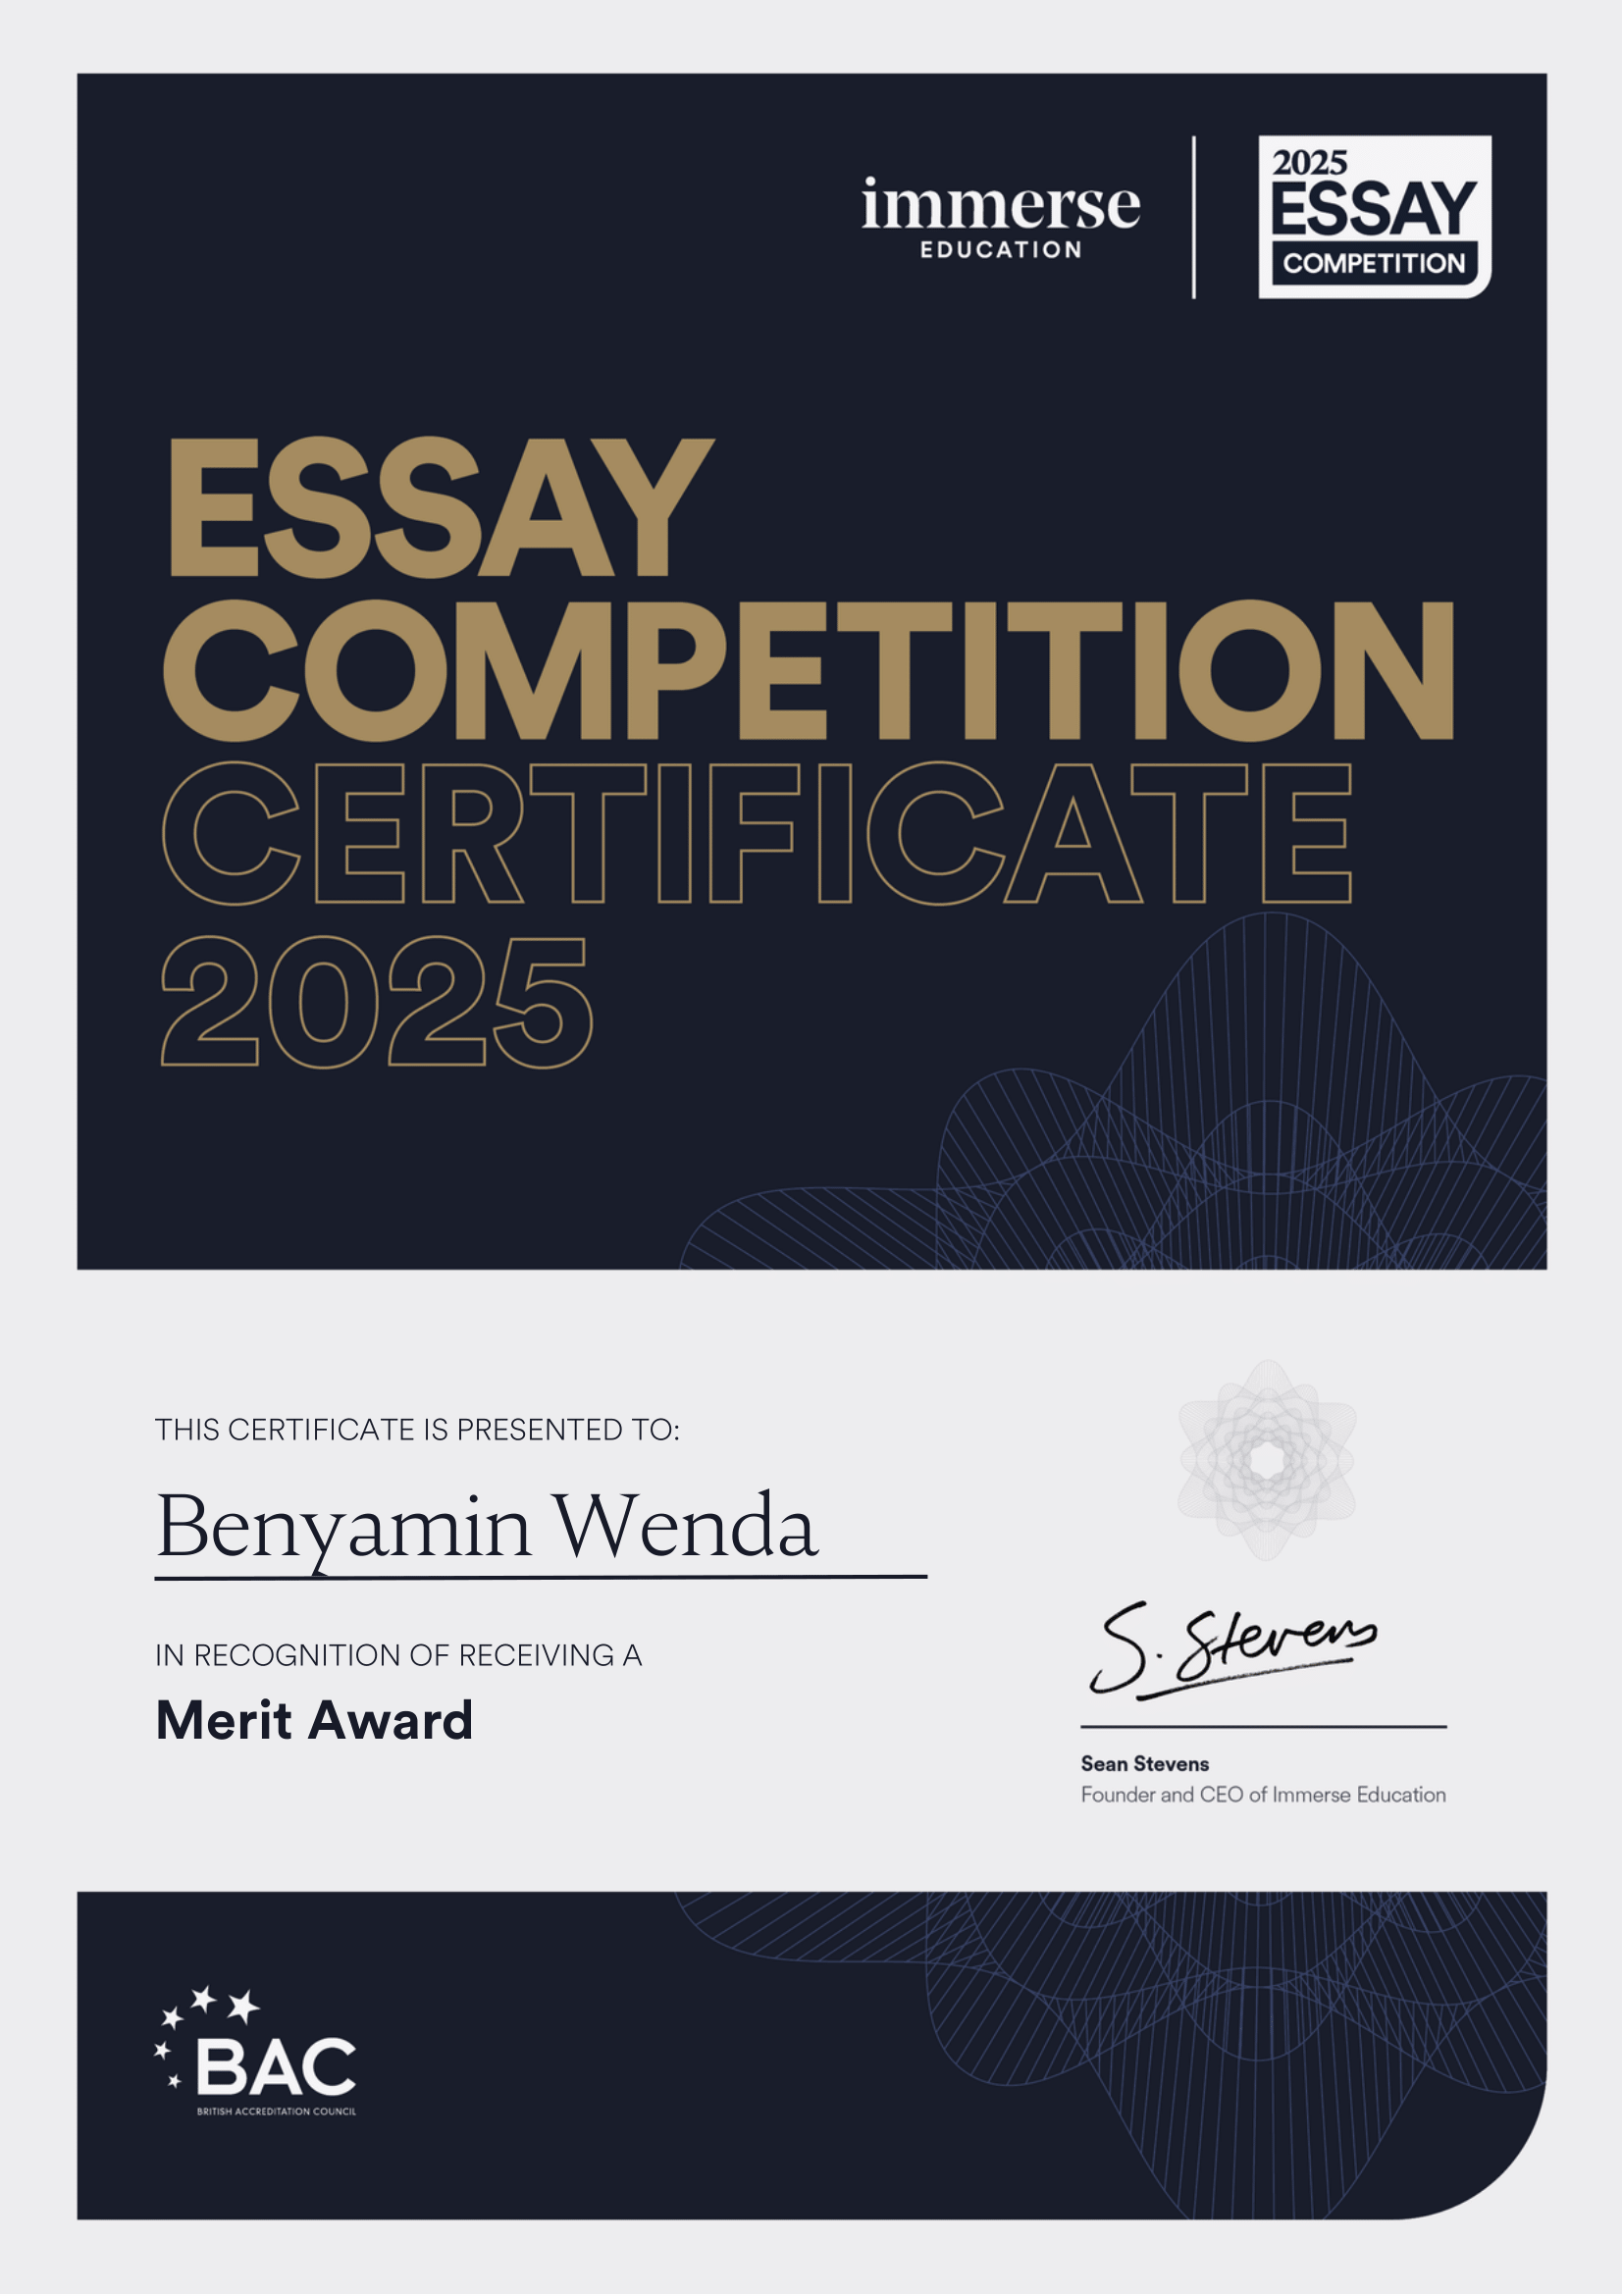 immerse
EDUCATION
2025
ESSAY
COMPETITION
ESSAY
COMPETITION
CERTIFICATE
2025
THIS CERTIFICATE IS PRESENTED TO:
Benyamin Wenda
IN RECOGNITION OF RECEIVING A
Merit Award
S. Stevens
Sean Stevens
Founder and CEO of Immerse Education
BAC
BRITISH ACCREDITATION COUNCIL